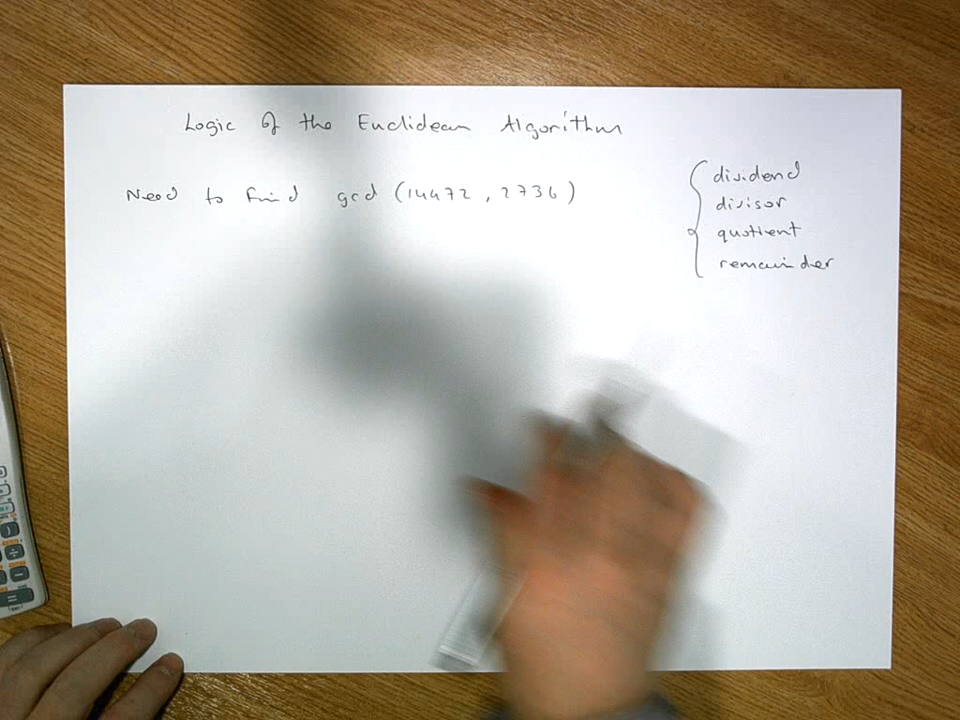 Logic of the Euclidean Algorithm
Need to find gcd (14472, 2736)
dividend
divisor
quotient
remainder